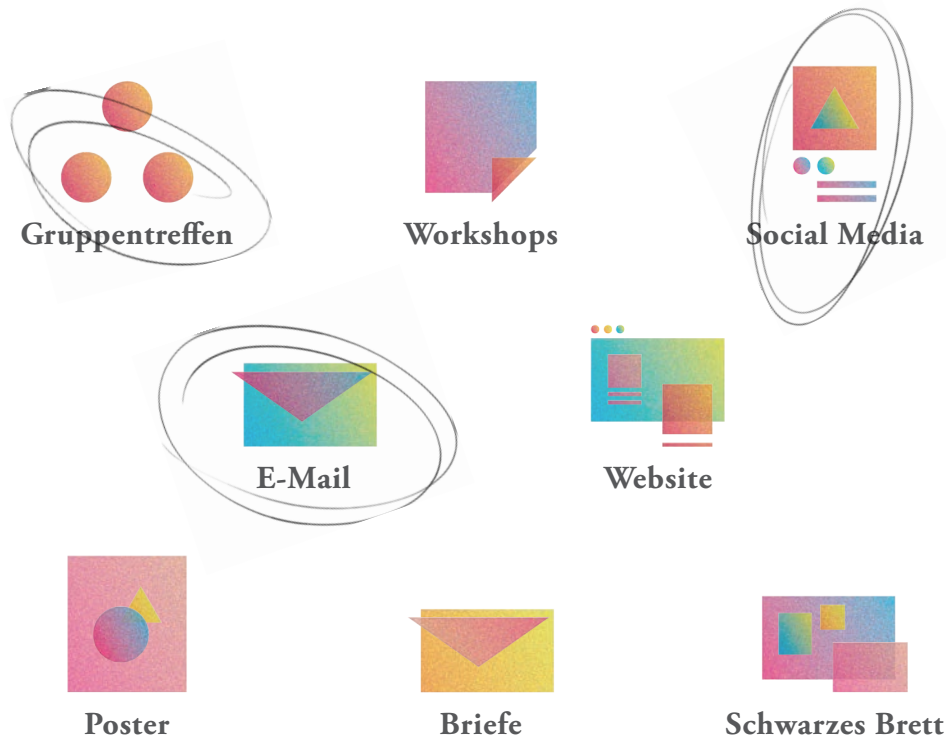 Gruppentreffen
Workshops
Social Media
E-Mail
Website
Poster
Briefe
Schwarzes Brett